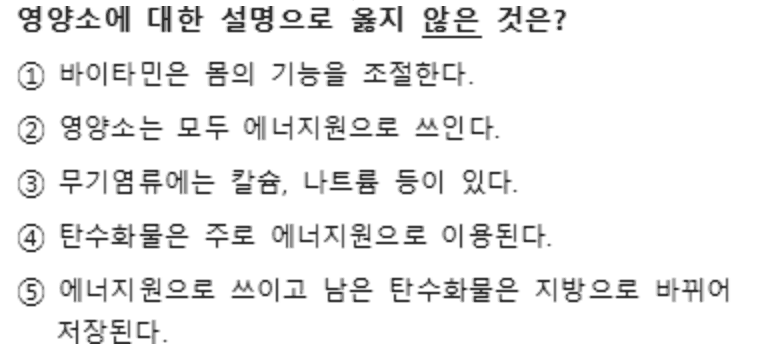 영양소에 대한 설명으로 옳지 않은 것은?
① 바이타민은 몸의 기능을 조절한다.
② 영양소는 모두 에너지원으로 쓰인다.
③ 무기염류에는 칼슘, 나트륨 등이 있다.
④ 탄수화물은 주로 에너지원으로 이용된다.
⑤ 에너지원으로 쓰이고 남은 탄수화물은 지방으로 바뀌어
저장된다.